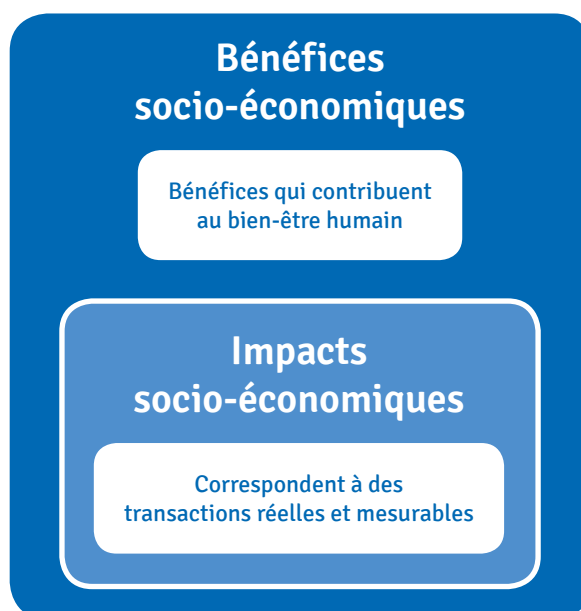 Bénéfices
socio-économiques
Bénéfices qui contribuent
au bien-être humain
Impacts
socio-économiques
Correspondent à des
transactions réelles et mesurables